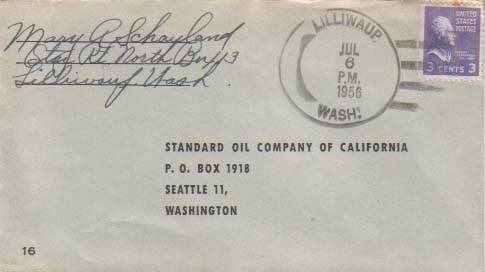 Mary A Schayland
Star Rt North Box 13
Lilliwaup, Wash.
LILLIWAUP,
JUL
6
P.M.
1956
WASH.
UNITED
STATES
POSTAGE
3 CENTS 3
STANDARD OIL COMPANY OF CALIFORNIA
P. O. BOX 1918
SEATTLE 11,
WASHINGTON
16